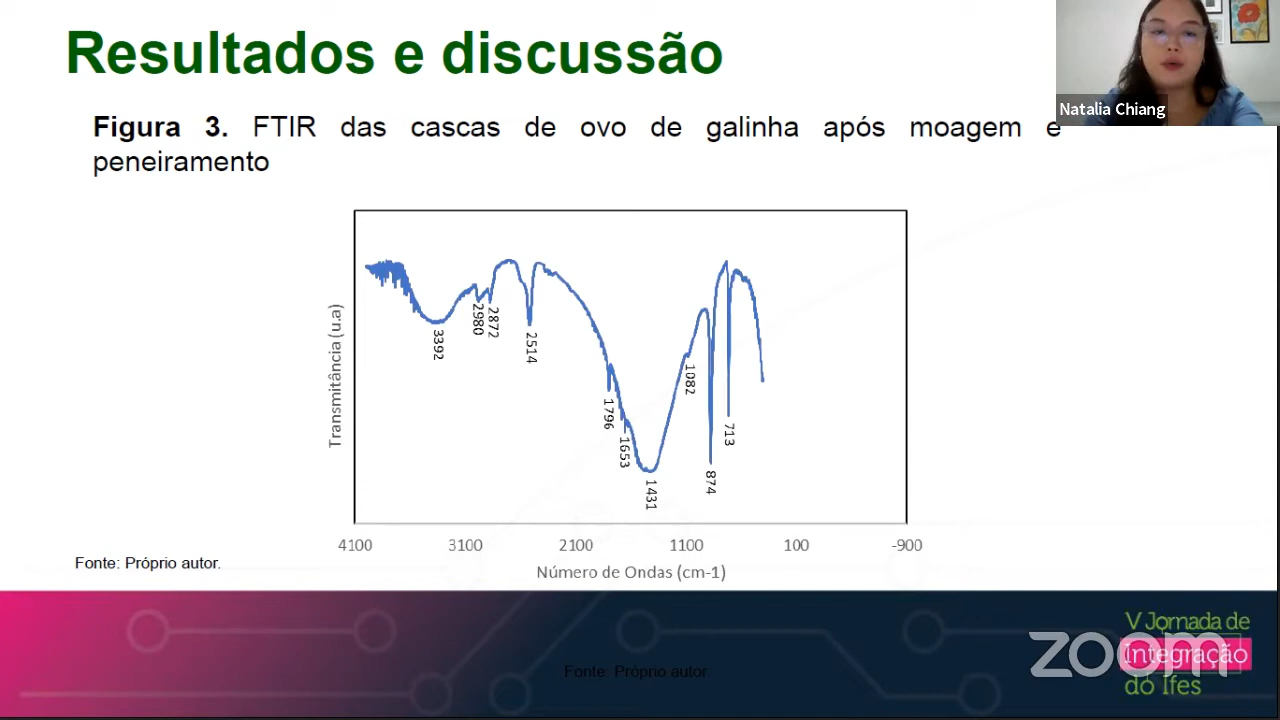 Resultados e discussão
Natalia Chiang
Figura 3. FTIR das cascas de ovo de galinha após moagem e
peneiramento
Transmitância (u.a)
3392
2980
2872
2514
1796
1653
1431
1082
874
713
4100 3100 2100 1100 100 -900
Número de Ondas (cm-1)
Fonte: Próprio autor.
Fonte: Próprio autor.
V Jornada de
Integração
do Ifes
zoom